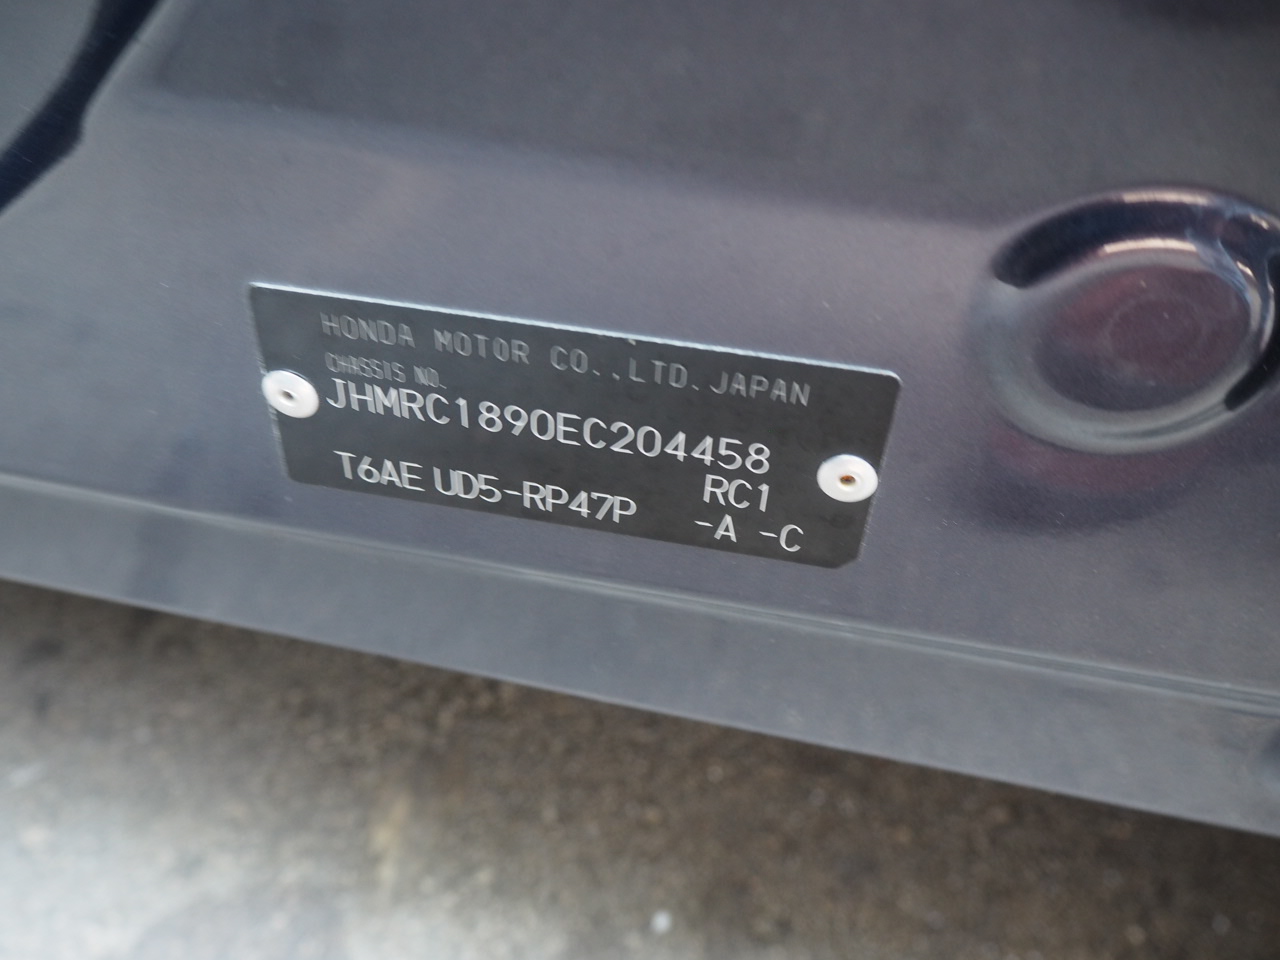 HONDA MOTOR CO.,LTD.JAPAN
CHASSIS NO.
JHMRC1890EC204458
T6AE UD5-RP47P RC1
-A -C